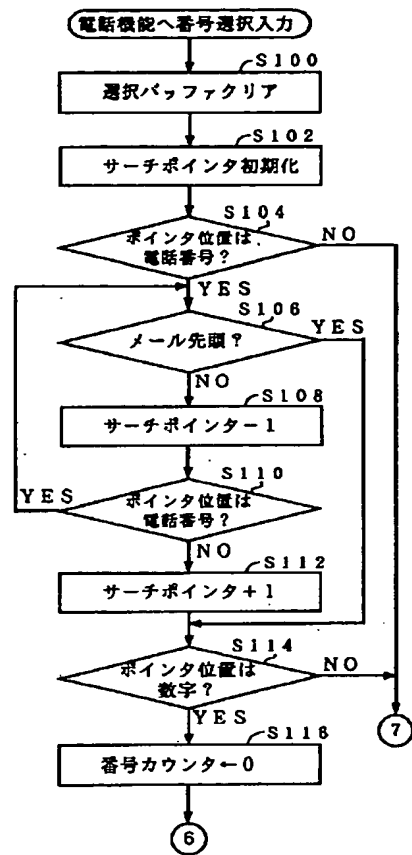 電話機能へ番号選択入力
S100
選択バッファクリア
S102
サーチポインタ初期化
S104
ポインタ位置は
電話番号?
NO
YES
S106
メール先頭?
YES
NO
S108
サーチポインタ-1
S110
YES
ポインタ位置は
電話番号?
NO
S112
サーチポインタ+1
S114
ポインタ位置は
数字?
NO
YES
S116
番号カウンタ←0
7
6